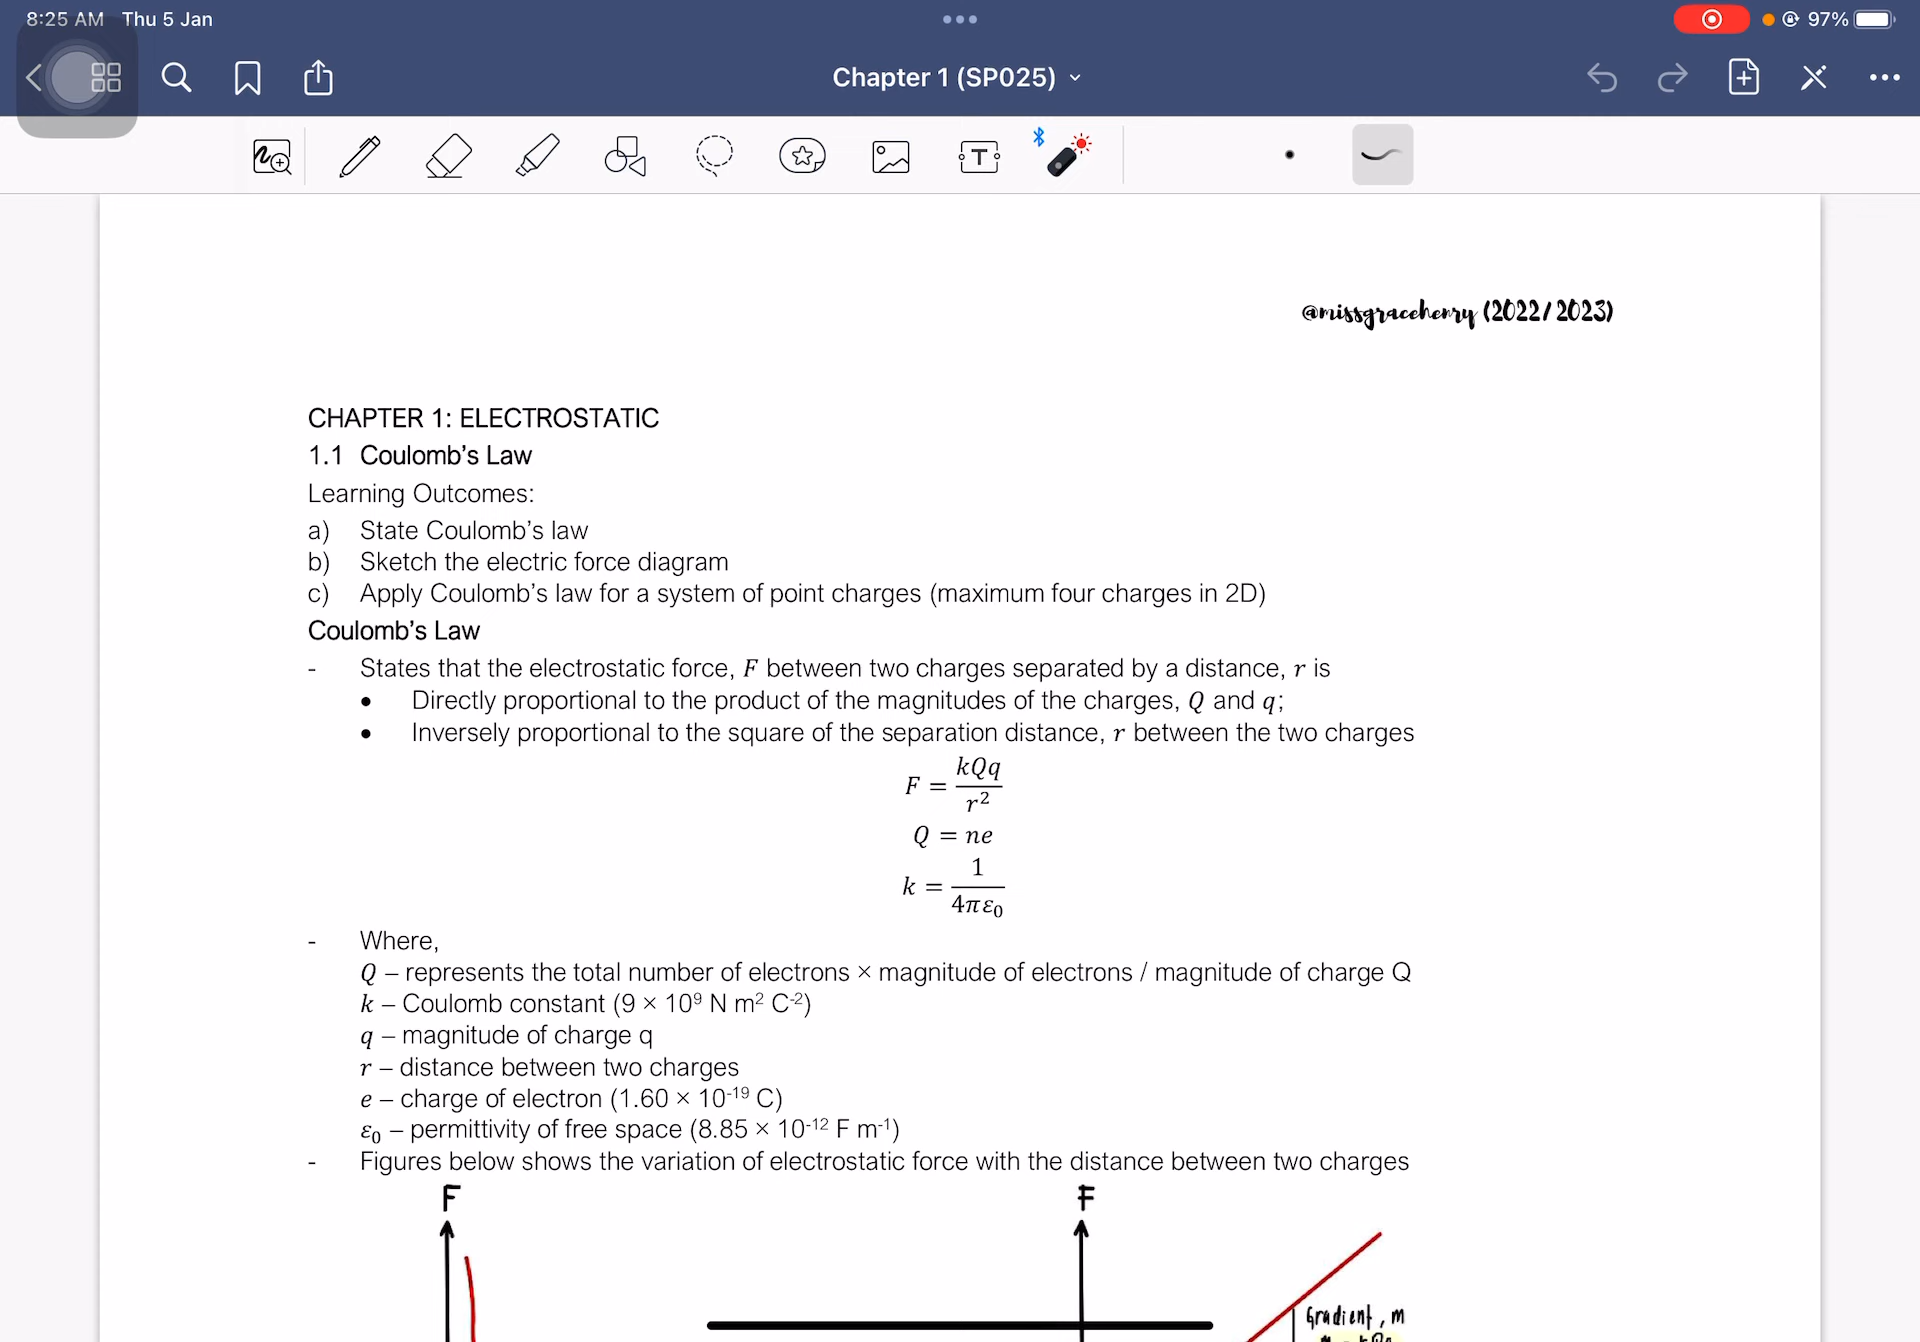 8:25 AM Thu 5 Jan
97%
Chapter 1 (SP025)
T
@missgracehenry (2022/2023)
CHAPTER 1: ELECTROSTATIC
1.1 Coulomb's Law
Learning Outcomes:
a) State Coulomb's law
b) Sketch the electric force diagram
c) Apply Coulomb's law for a system of point charges (maximum four charges in 2D)
Coulomb's Law
- States that the electrostatic force, F between two charges separated by a distance, r is
• Directly proportional to the product of the magnitudes of the charges, Q and q;
• Inversely proportional to the square of the separation distance, r between the two charges
F = kQq / r²
Q = ne
k = 1 / 4πε₀
- Where,
Q – represents the total number of electrons × magnitude of electrons / magnitude of charge Q
k – Coulomb constant (9 × 10⁹ N m² C⁻²)
q – magnitude of charge q
r – distance between two charges
e – charge of electron (1.60 × 10⁻¹⁹ C)
ε₀ – permittivity of free space (8.85 × 10⁻¹² F m⁻¹)
- Figures below shows the variation of electrostatic force with the distance between two charges
F F
Gradient, m